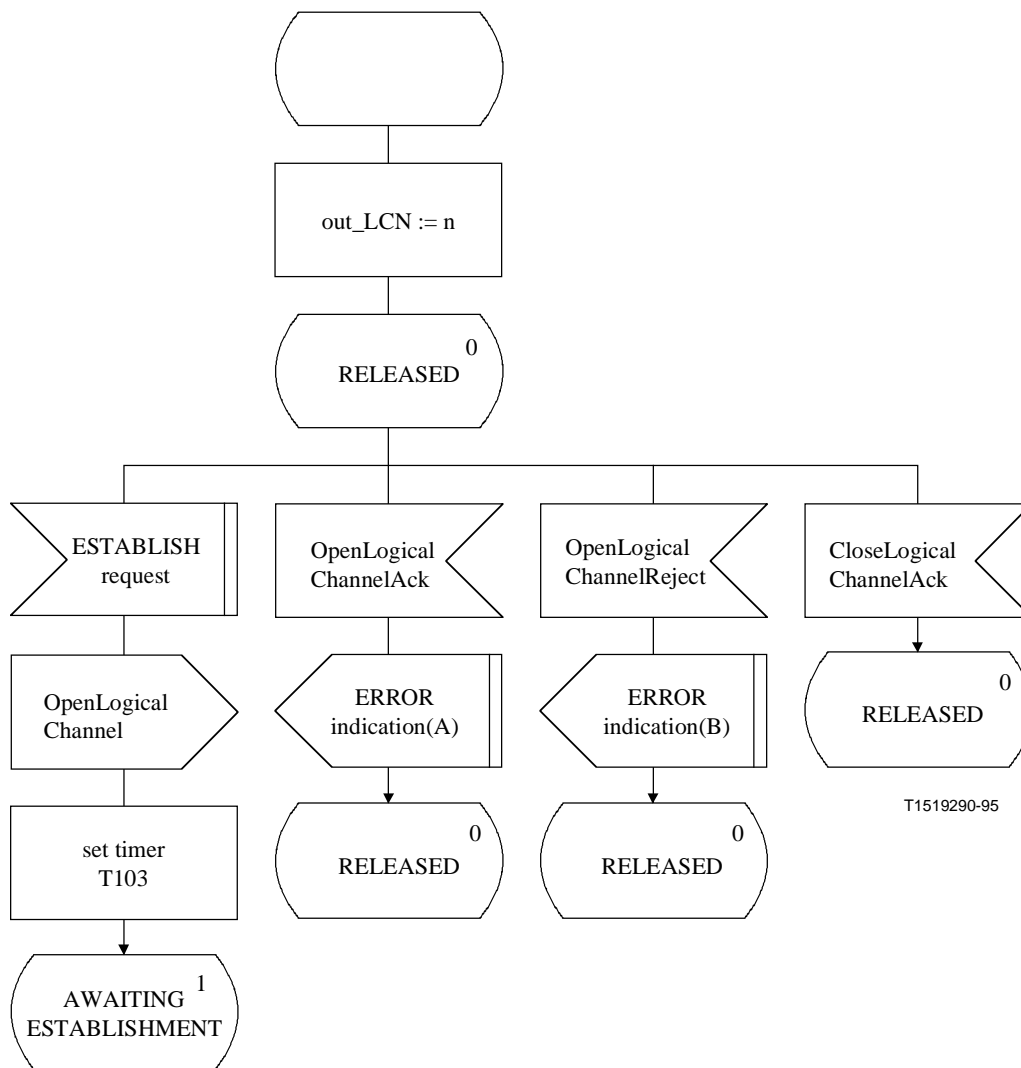 out_LCN := n
0
RELEASED
ESTABLISH
request
OpenLogical
ChannelAck
OpenLogical
ChannelReject
CloseLogical
ChannelAck
OpenLogical
Channel
ERROR
indication(A)
ERROR
indication(B)
0
RELEASED
T1519290-95
set timer
T103
0
RELEASED
0
RELEASED
1
AWAITING
ESTABLISHMENT